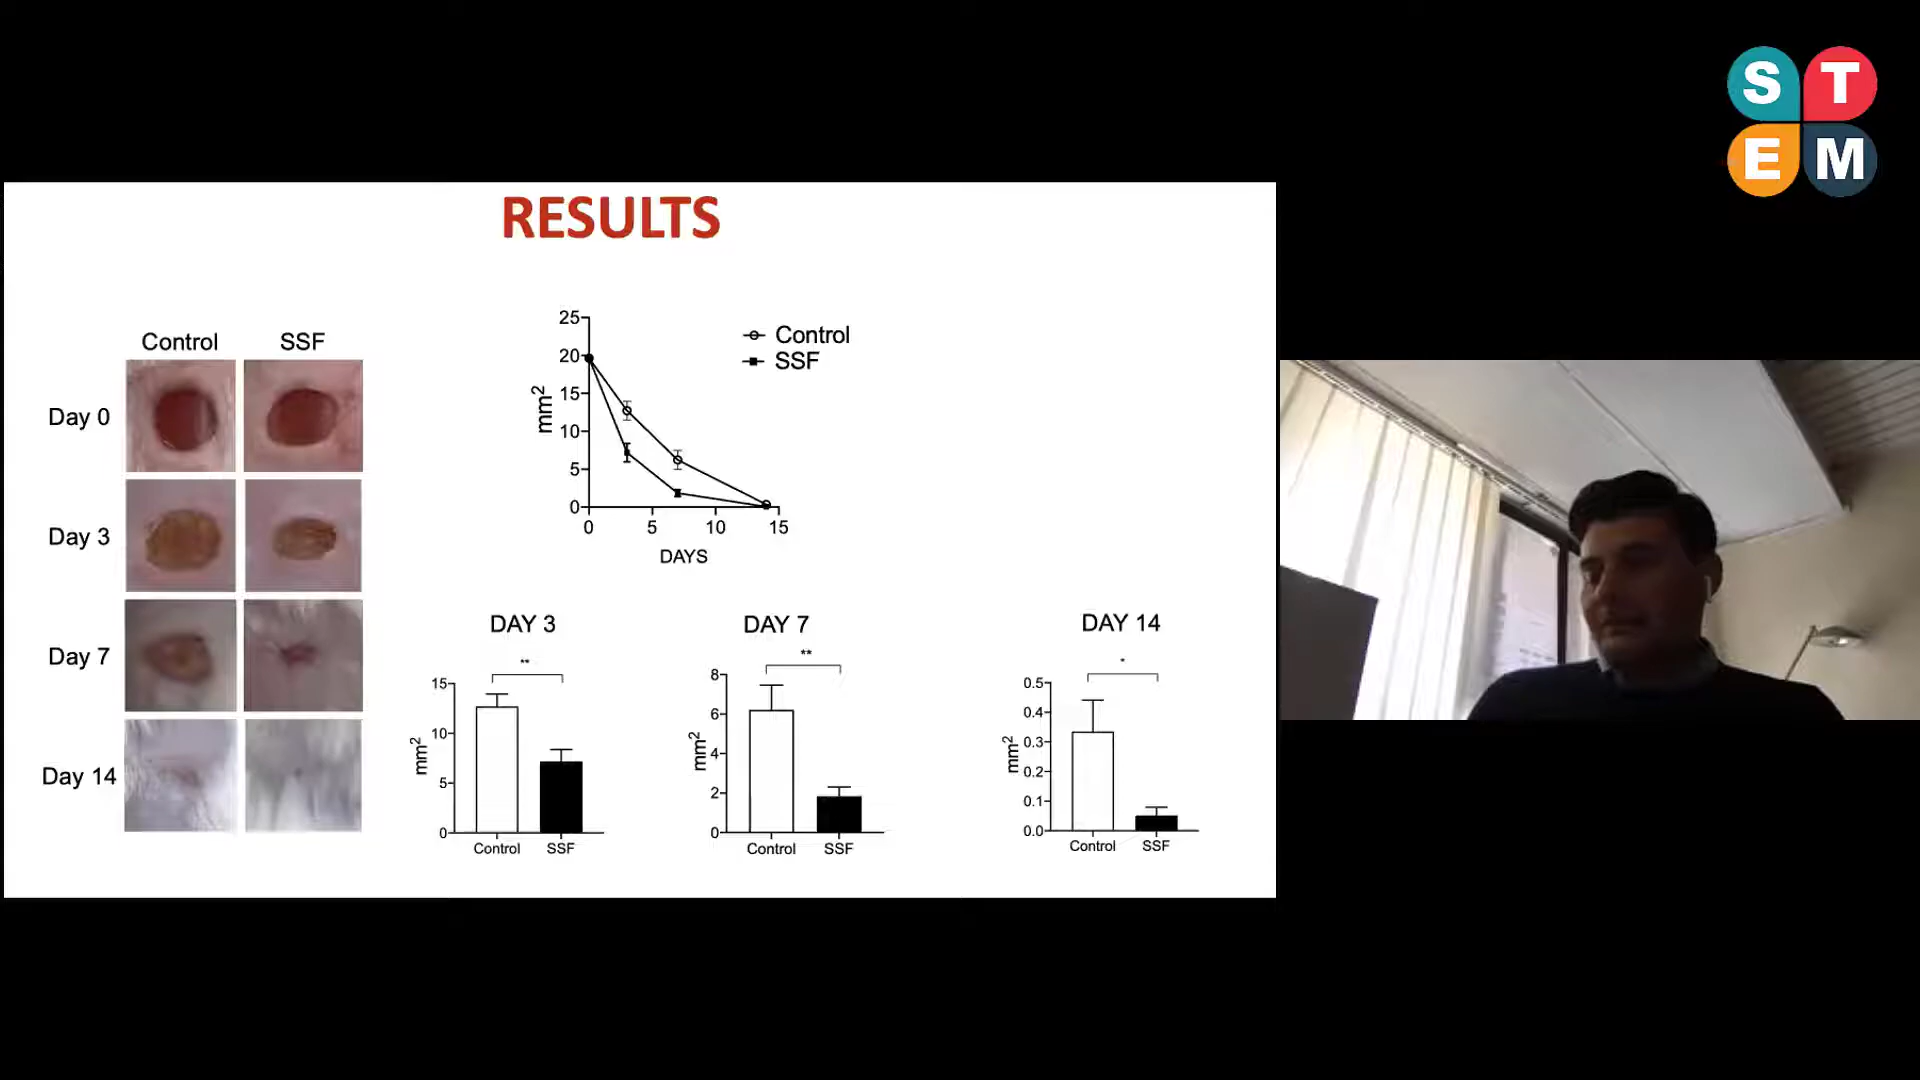 S T
E M
RESULTS
Control SSF
Day 0
Day 3
Day 7
Day 14
25
20
15
10
5
0
mm2
0 5 10 15
DAYS
Control
SSF
DAY 3
**
15
10
5
0
mm2
Control SSF
DAY 7
**
8
6
4
2
0
mm2
Control SSF
DAY 14
*
0.5
0.4
0.3
0.2
0.1
0.0
mm2
Control SSF